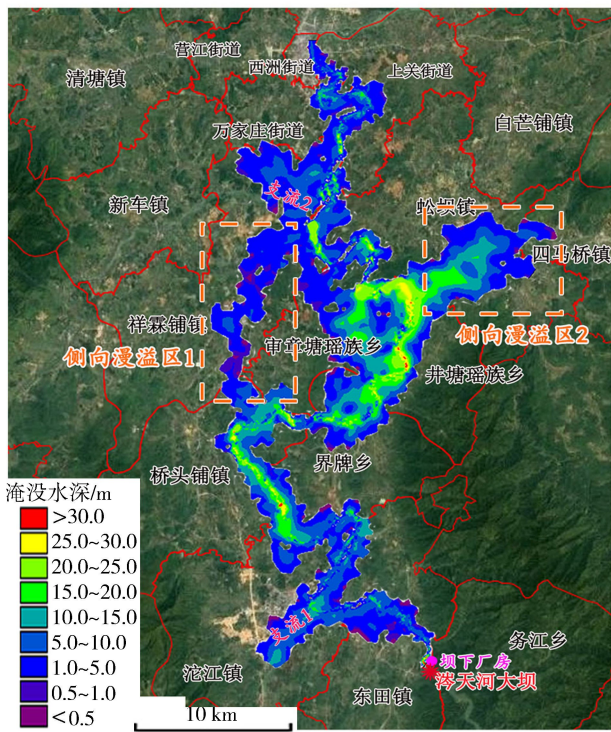 营江街道
西洲街道
上关街道
清塘镇
白芒铺镇
万家庄街道
支流2
新车镇
蚣坝镇
四马桥镇
祥霖铺镇
侧向漫溢区2
审章塘瑶族乡
侧向漫溢区1
井塘瑶族乡
桥头铺镇
界牌乡
淹没水深/m
>30.0
25.0~30.0
20.0~25.0
15.0~20.0
10.0~15.0
5.0~10.0
1.0~5.0
0.5~1.0
<0.5
支流1
务江乡
坝下厂房
涔天河大坝
沱江镇
东田镇
10 km